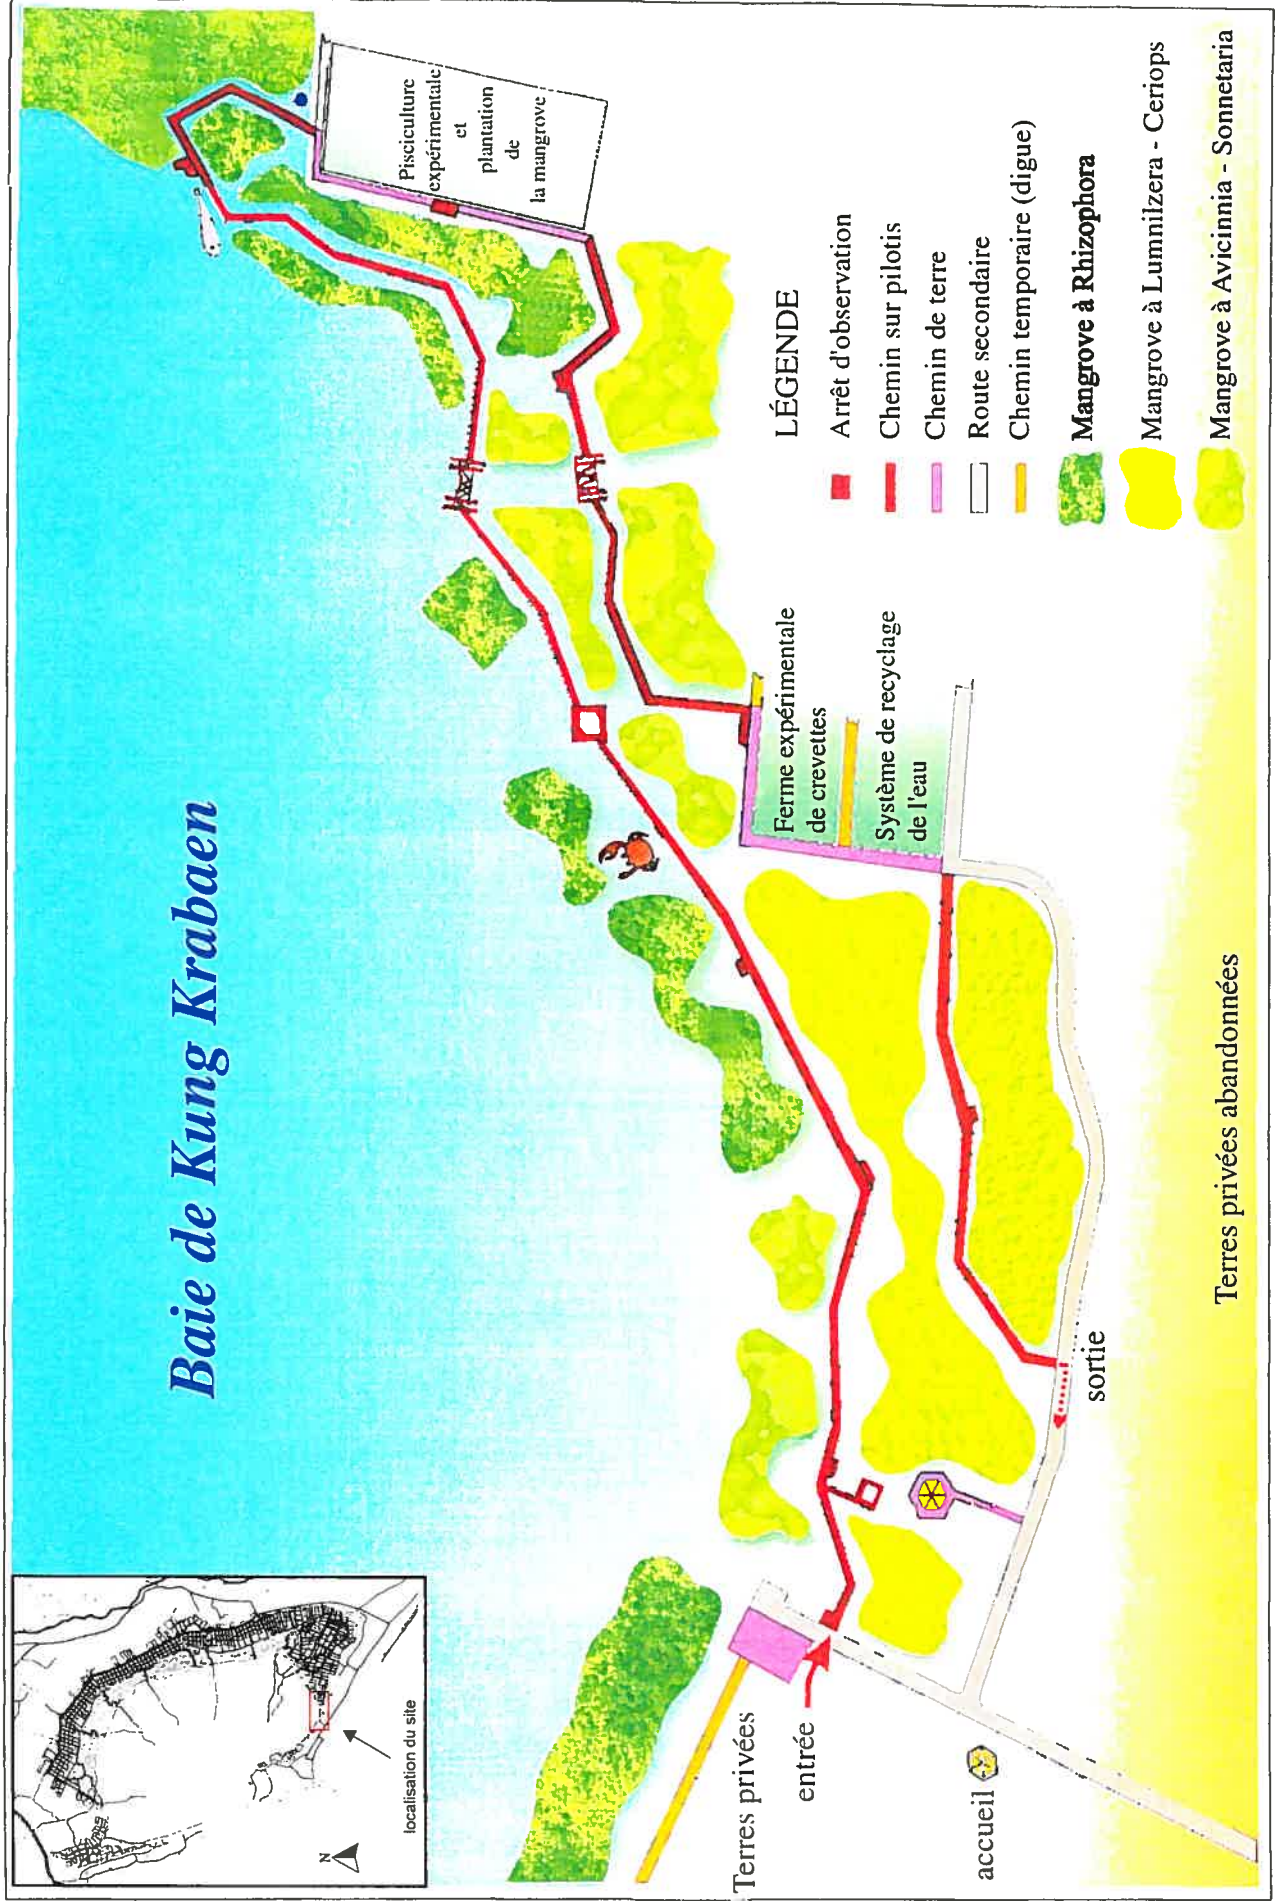 Baie de Kung Krabaen
N
localisation du site
Pisciculture
expérimentale
et
plantation
de
la mangrove
Ferme expérimentale
de crevettes
Système de recyclage
de l'eau
Terres privées
entrée
accueil
sortie
Terres privées abandonnées
LÉGENDE
Arrêt d'observation
Chemin sur pilotis
Chemin de terre
Route secondaire
Chemin temporaire (digue)
Mangrove à Rhizophora
Mangrove à Lumnilzera - Ceriops
Mangrove à Avicinnia - Sonnetaria